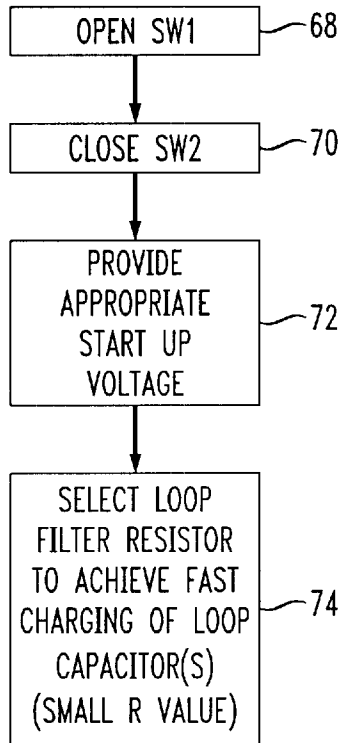 OPEN SW1
68
CLOSE SW2
70
PROVIDE
APPROPRIATE
START UP
VOLTAGE
72
SELECT LOOP
FILTER RESISTOR
TO ACHIEVE FAST
CHARGING OF LOOP
CAPACITOR(S)
(SMALL R VALUE)
74